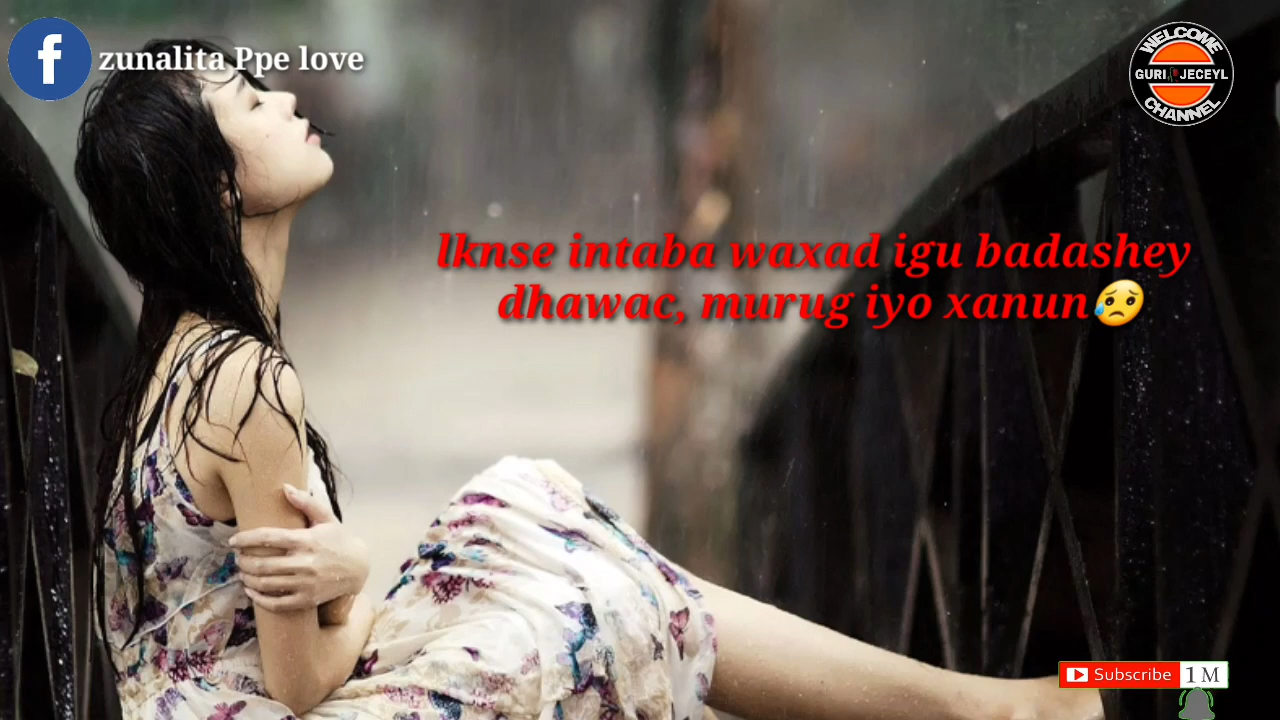 zunalita Ppe love
WELCOME
GURI JECEYL
CHANNEL
lknse intaba waxad igu badashey
dhawac, murug iyo xanun😥
Subscribe 1 M